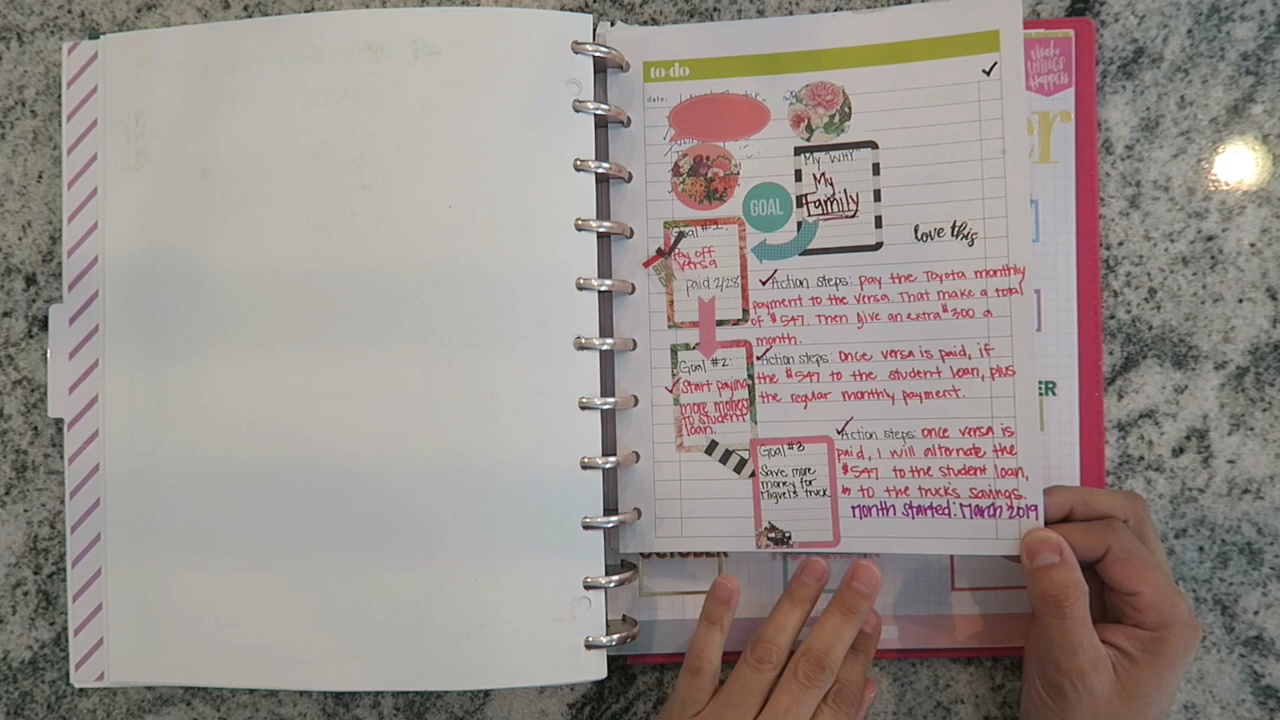 make
things
happen
to-do
date:
My "WHY"
My
Family
GOAL
love this
Goal #1:
Pay off
Versa
paid 2/28
Action steps: pay the Toyota monthly
payment to the versa. That make a total
of $547. Then give an extra $300 a
month.
Goal #2:
Start paying
more money
to student
loan.
Action steps: Once versa is paid, if
the $547 to the student loan, plus
the regular monthly payment.
Goal #3
Save more
money for
Miguel's truck
Action steps: once versa is
paid, I will alternate the
$547 to the student loan,
to the truck's savings.
Month started: March 2019
OCTOBER